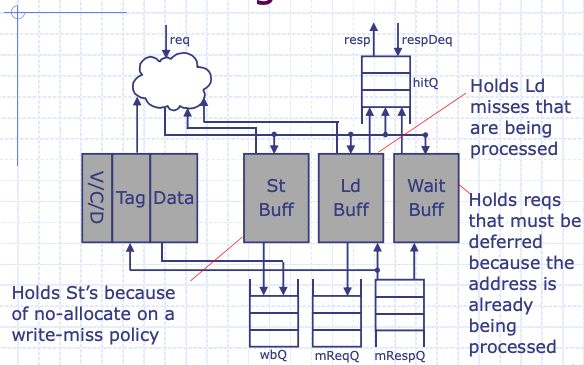 req
resp
respDeq
hitQ
Holds Ld
misses that
are being
processed
V/C/D
Tag
Data
St
Buff
Ld
Buff
Wait
Buff
Holds reqs
that must be
deferred
because the
address is
already
being
processed
Holds St's because
of no-allocate on a
write-miss policy
wbQ
mReqQ
mRespQ